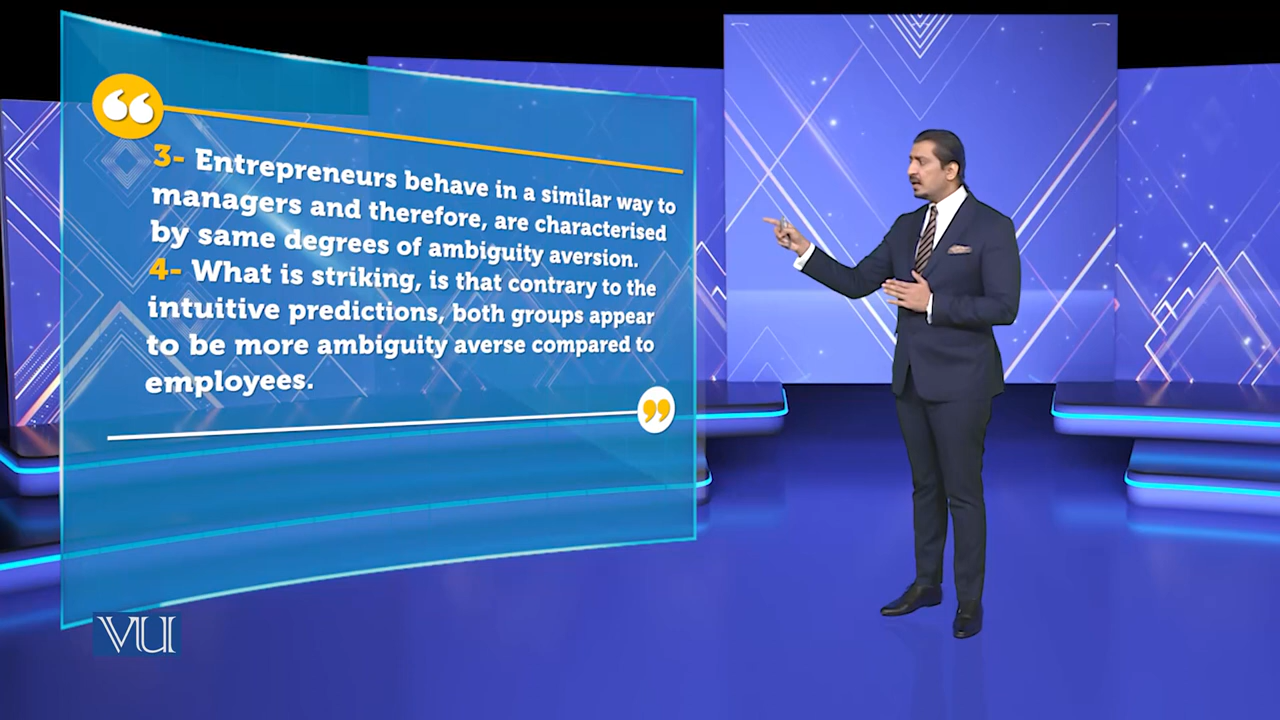 3- Entrepreneurs behave in a similar way to
managers and therefore, are characterised
by same degrees of ambiguity aversion.
4- What is striking, is that contrary to the
intuitive predictions, both groups appear
to be more ambiguity averse compared to
employees.
VU